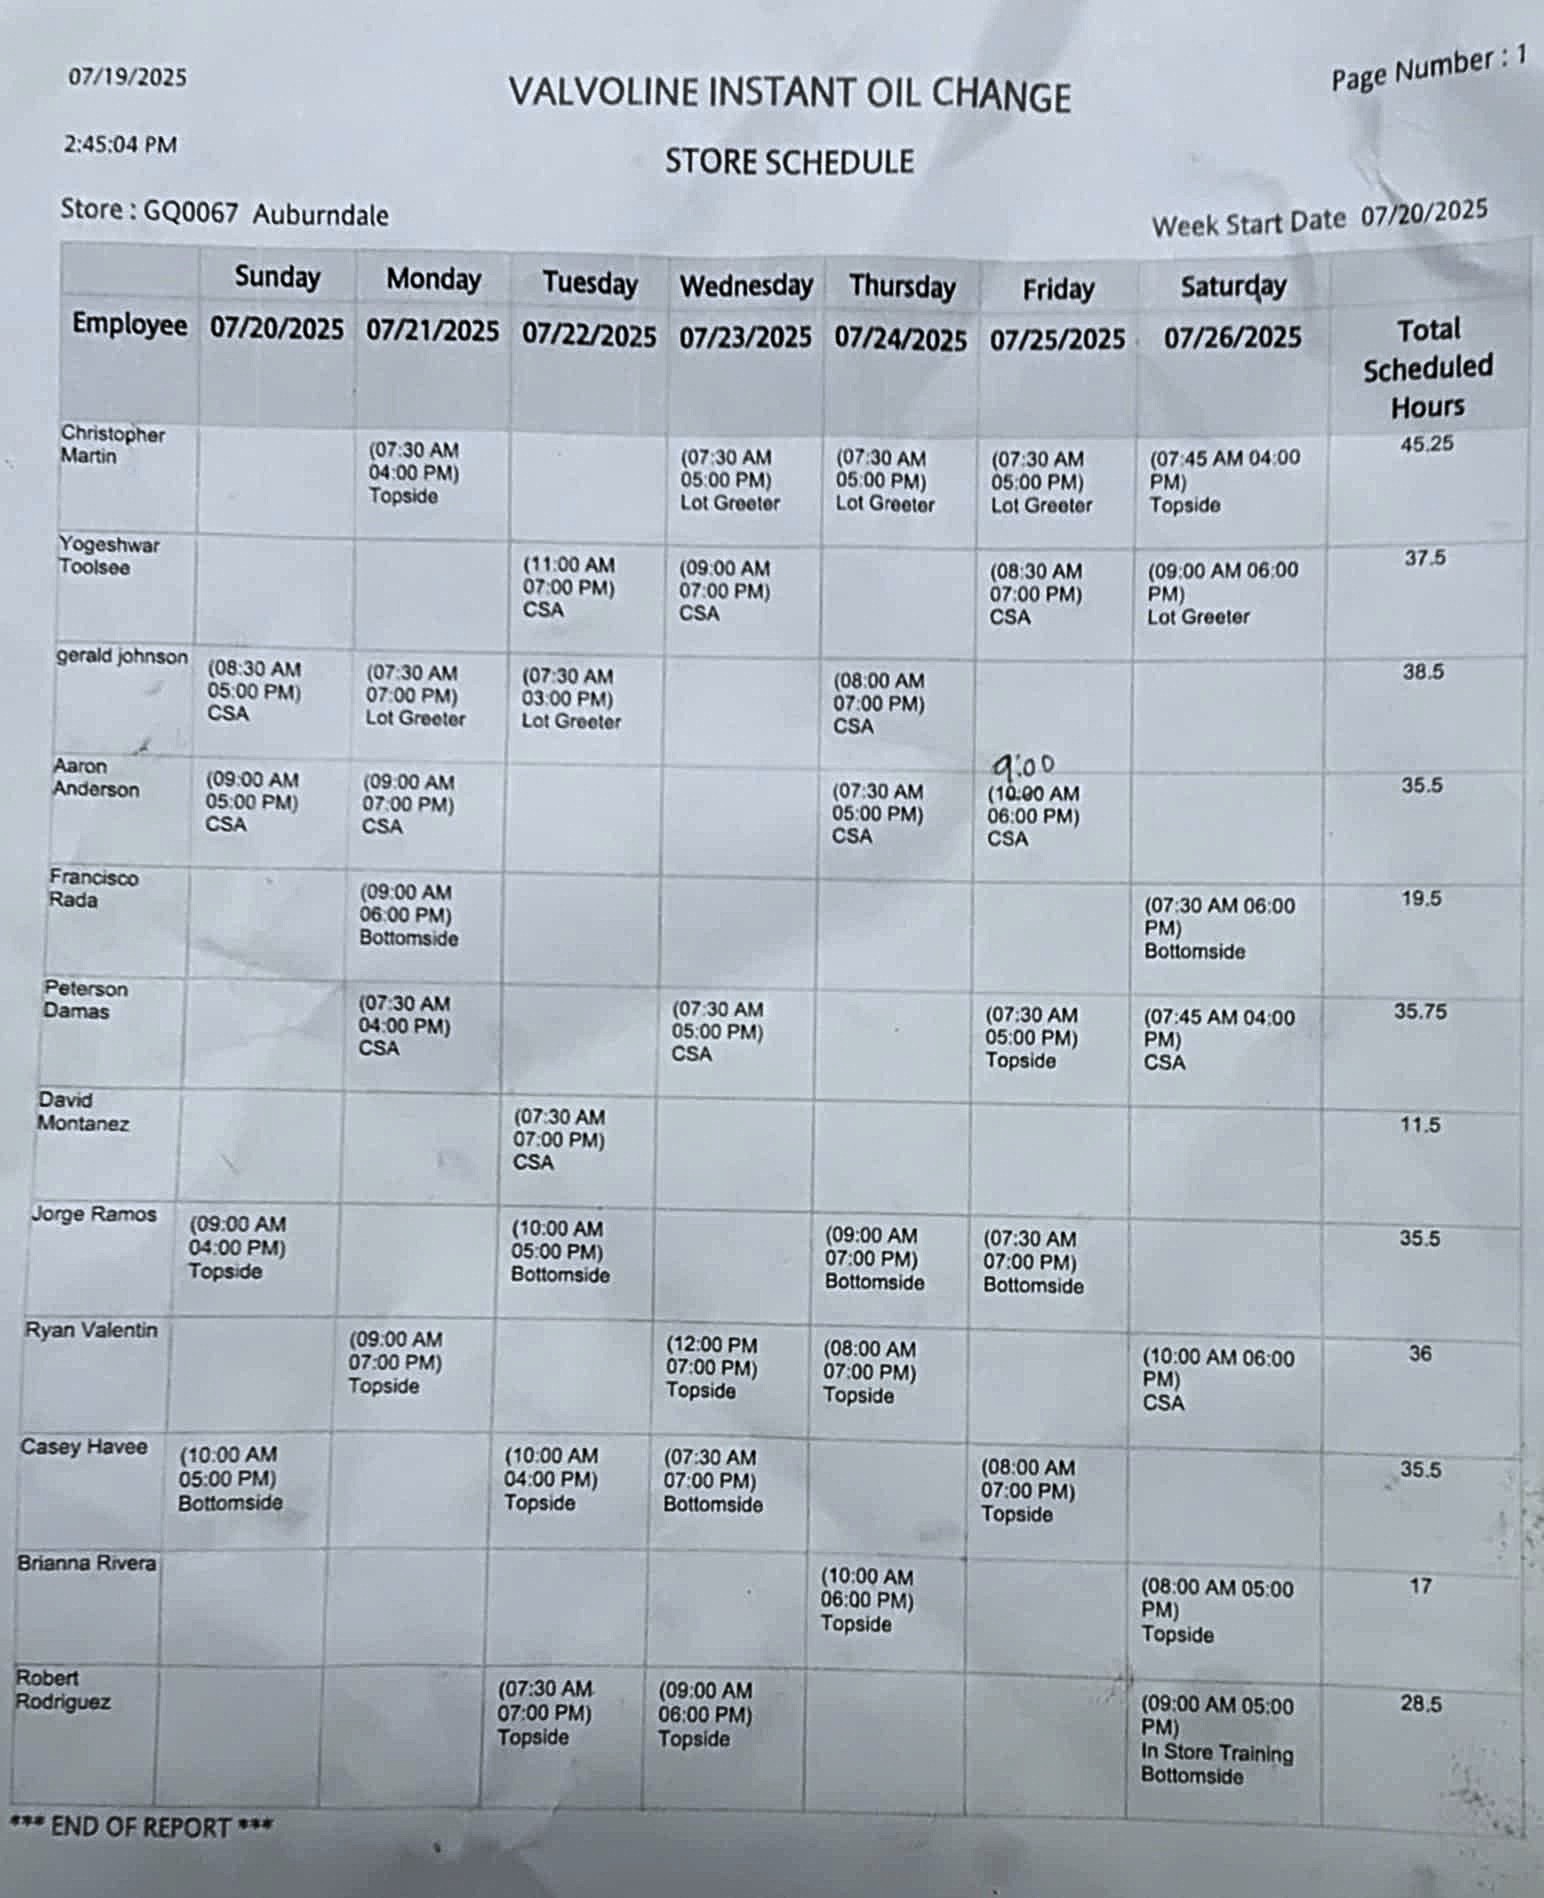 07/19/2025
VALVOLINE INSTANT OIL CHANGE
Page Number : 1
2:45:04 PM
STORE SCHEDULE
Store : GQ0067 Auburndale
Week Start Date 07/20/2025
Sunday Monday Tuesday Wednesday Thursday Friday Saturday
Employee 07/20/2025 07/21/2025 07/22/2025 07/23/2025 07/24/2025 07/25/2025 07/26/2025 Total
Scheduled
Hours
Christopher (07:30 AM (07:30 AM (07:30 AM (07:30 AM (07:45 AM 04:00 45.25
Martin 04:00 PM) 05:00 PM) 05:00 PM) 05:00 PM) PM)
Topside Lot Greeter Lot Greeter Lot Greeter Topside
Yogeshwar (11:00 AM (09:00 AM (08:30 AM (09:00 AM 06:00 37.5
Toolsee 07:00 PM) 07:00 PM) 07:00 PM) PM)
CSA CSA CSA Lot Greeter
gerald johnson (08:30 AM (07:30 AM (07:30 AM (08:00 AM 38.5
05:00 PM) 07:00 PM) 03:00 PM) 07:00 PM)
CSA Lot Greeter Lot Greeter CSA
9:00
Aaron (09:00 AM (09:00 AM (07:30 AM (10:00 AM 35.5
Anderson 05:00 PM) 07:00 PM) 05:00 PM) 06:00 PM)
CSA CSA CSA CSA
Francisco (09:00 AM (07:30 AM 06:00 19.5
Rada 06:00 PM) PM)
Bottomside Bottomside
Peterson (07:30 AM (07:30 AM (07:30 AM (07:45 AM 04:00 35.75
Damas 04:00 PM) 05:00 PM) 05:00 PM) PM)
CSA CSA Topside CSA
David (07:30 AM 11.5
Montanez 07:00 PM)
CSA
Jorge Ramos (09:00 AM (10:00 AM (09:00 AM (07:30 AM 35.5
04:00 PM) 05:00 PM) 07:00 PM) 07:00 PM)
Topside Bottomside Bottomside Bottomside
Ryan Valentin (09:00 AM (12:00 PM (08:00 AM (10:00 AM 06:00 36
07:00 PM) 07:00 PM) 07:00 PM) PM)
Topside Topside Topside CSA
Casey Havee (10:00 AM (10:00 AM (07:30 AM (08:00 AM 35.5
05:00 PM) 04:00 PM) 07:00 PM) 07:00 PM)
Bottomside Topside Bottomside Topside
Brianna Rivera (10:00 AM (08:00 AM 05:00 17
06:00 PM) PM)
Topside Topside
Robert (07:30 AM (09:00 AM (09:00 AM 05:00 28.5
Rodriguez 07:00 PM) 06:00 PM) PM)
Topside Topside In Store Training
Bottomside
*** END OF REPORT ***